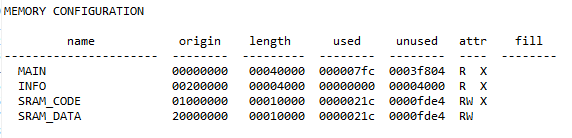 MEMORY CONFIGURATION
name origin length used unused attr fill
---------------------- -------- --------- -------- -------- ---- --------
MAIN 00000000 00040000 000007fc 0003f804 R X
INFO 00200000 00004000 00000000 00004000 R X
SRAM_CODE 01000000 00010000 0000021c 0000fde4 RW X
SRAM_DATA 20000000 00010000 0000021c 0000fde4 RW